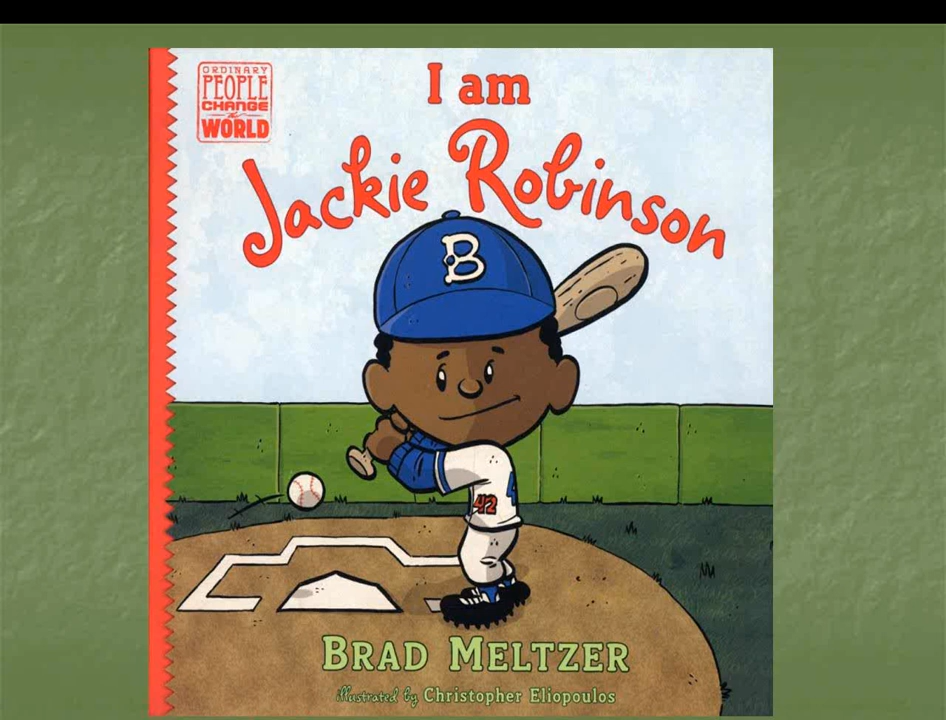 ORDINARY
PEOPLE
CHANGE
the
WORLD
I am
Jackie Robinson
B
42
BRAD MELTZER
illustrated by Christopher Eliopoulos